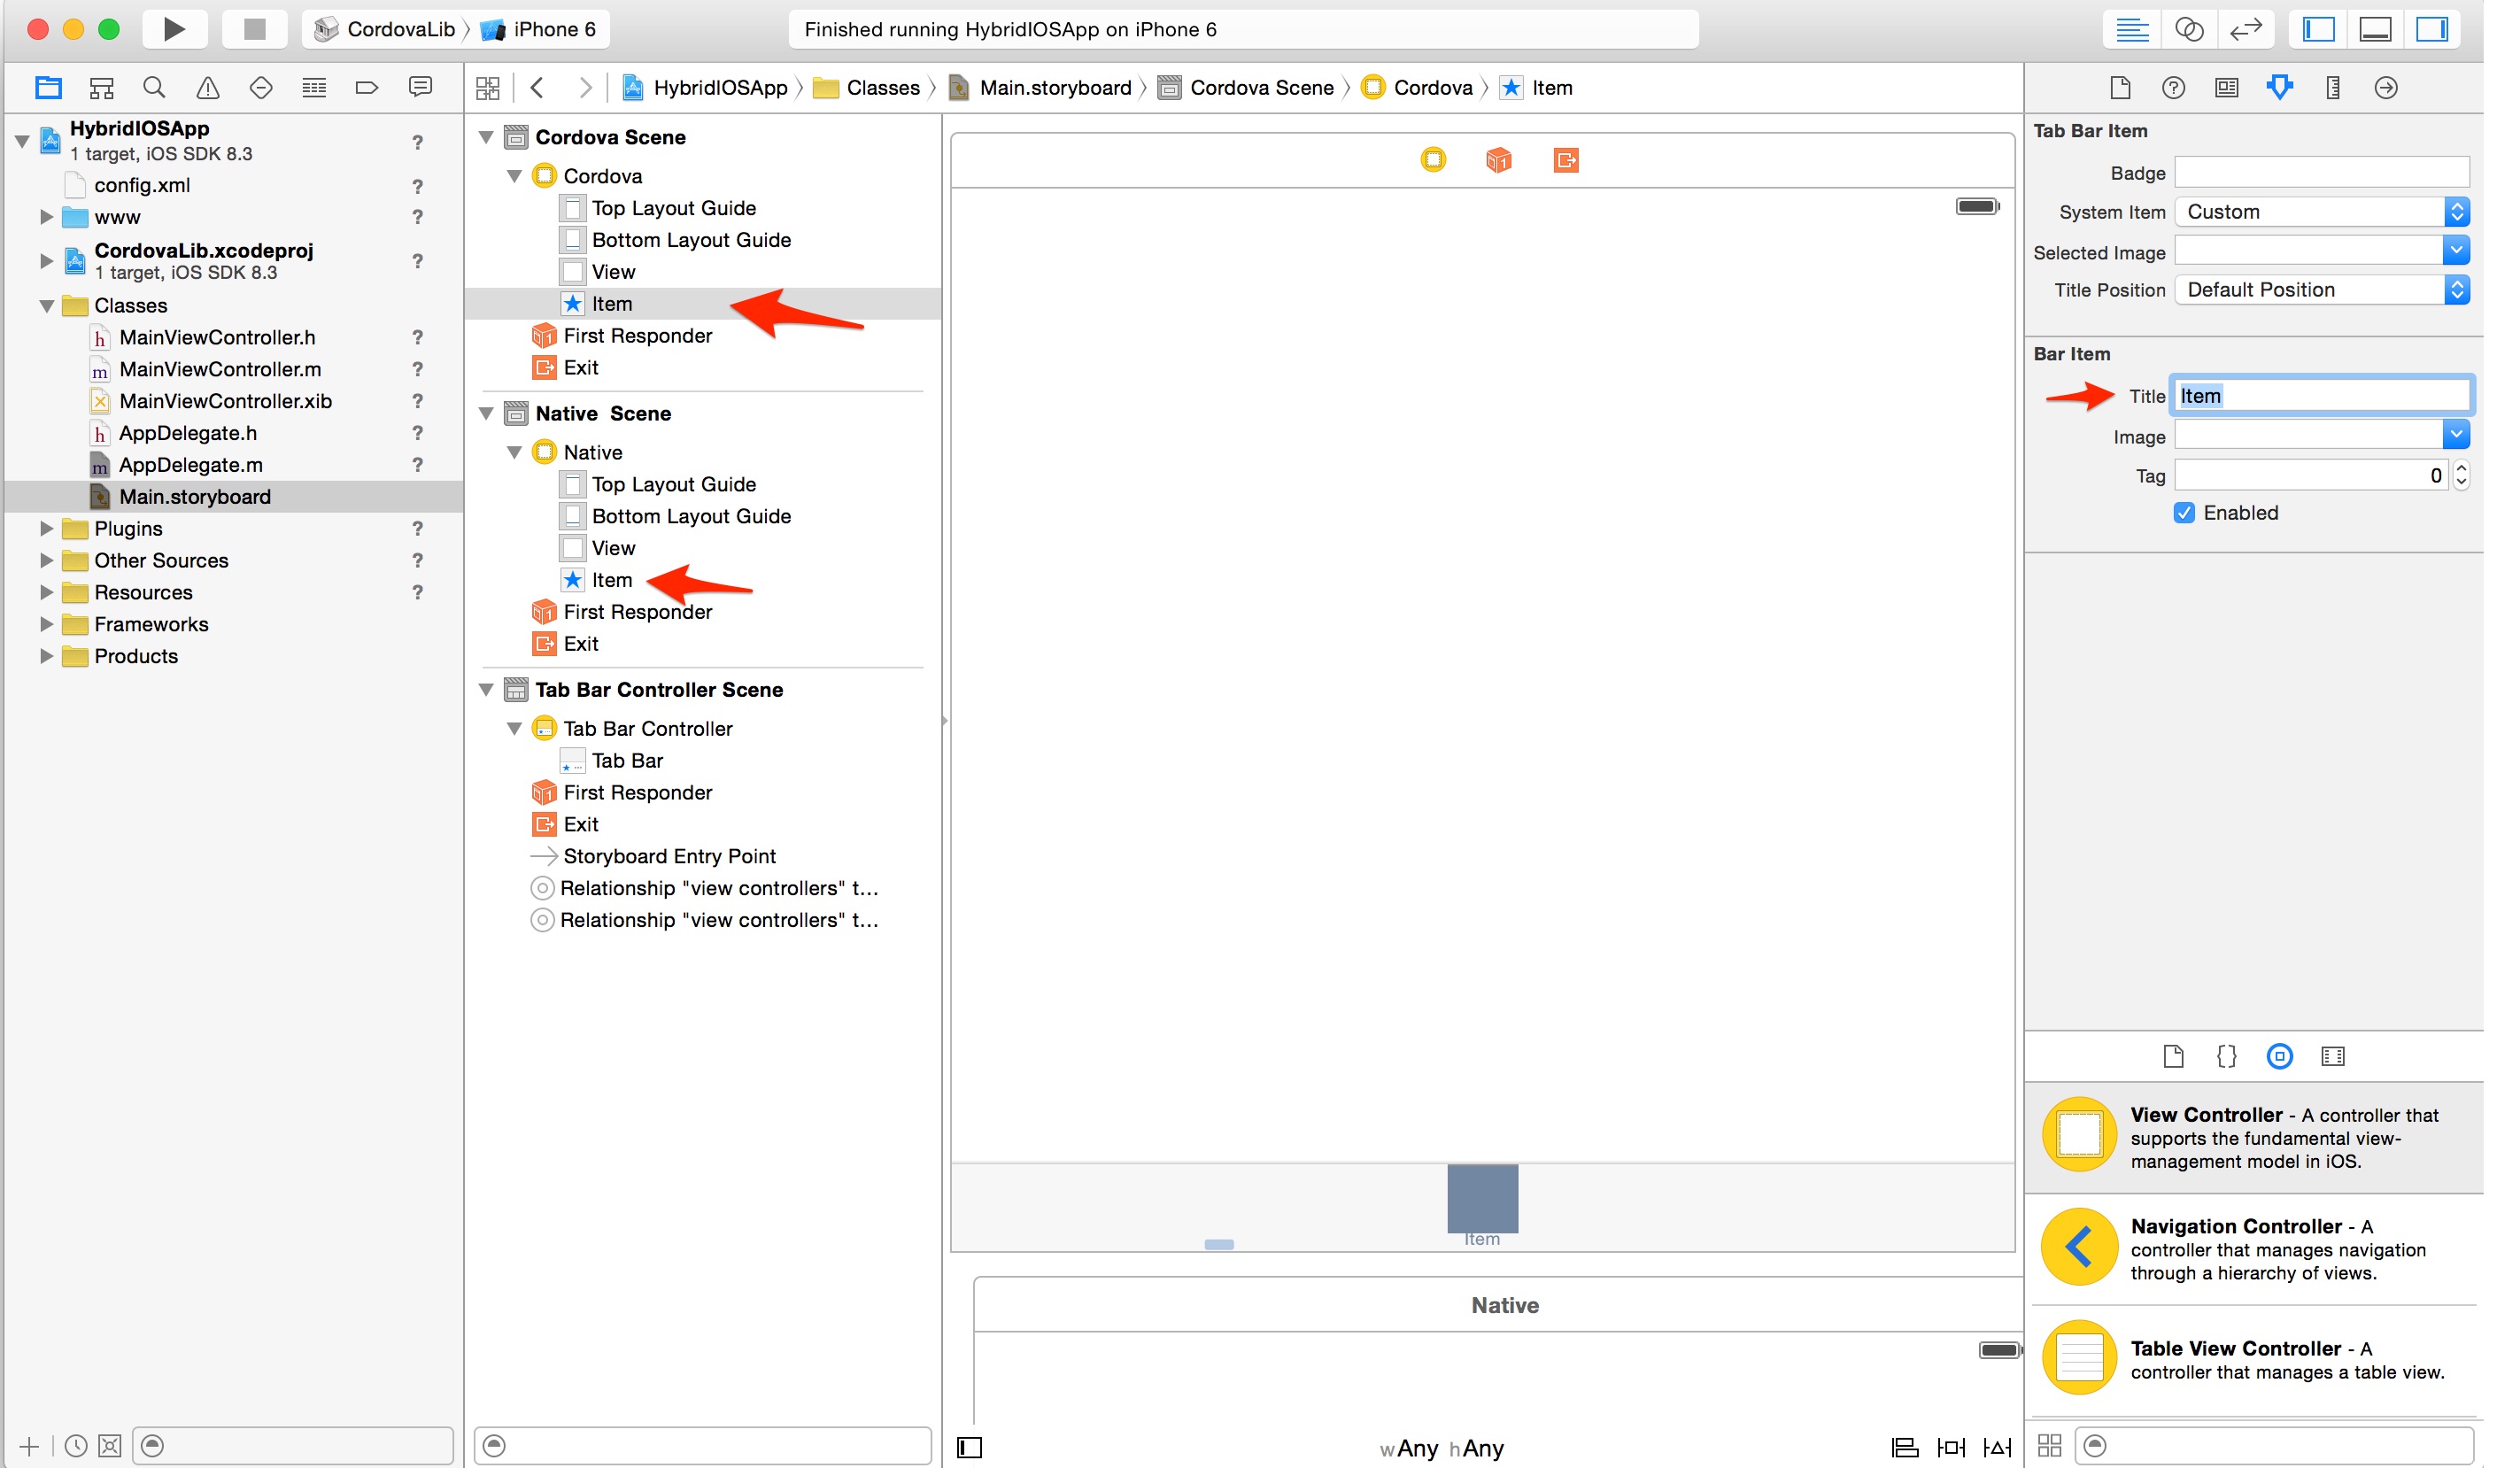 CordovaLib
iPhone 6
Finished running HybridIOSApp on iPhone 6
HybridIOSApp
Classes
Main.storyboard
Cordova Scene
Cordova
Item
HybridIOSApp
1 target, iOS SDK 8.3
?
config.xml ?
www ?
CordovaLib.xcodeproj
1 target, iOS SDK 8.3
?
Classes
MainViewController.h ?
MainViewController.m ?
MainViewController.xib ?
AppDelegate.h ?
AppDelegate.m ?
Main.storyboard
Plugins ?
Other Sources ?
Resources ?
Frameworks
Products
Cordova Scene
Cordova
Top Layout Guide
Bottom Layout Guide
View
Item
First Responder
Exit
Native Scene
Native
Top Layout Guide
Bottom Layout Guide
View
Item
First Responder
Exit
Tab Bar Controller Scene
Tab Bar Controller
Tab Bar
First Responder
Exit
Storyboard Entry Point
Relationship "view controllers" t...
Relationship "view controllers" t...
Item
Native
wAny hAny
Tab Bar Item
Badge
System Item Custom
Selected Image
Title Position Default Position
Bar Item
Title Item
Image
Tag 0
Enabled
View Controller - A controller that
supports the fundamental view-
management model in iOS.
Navigation Controller - A
controller that manages navigation
through a hierarchy of views.
Table View Controller - A
controller that manages a table view.